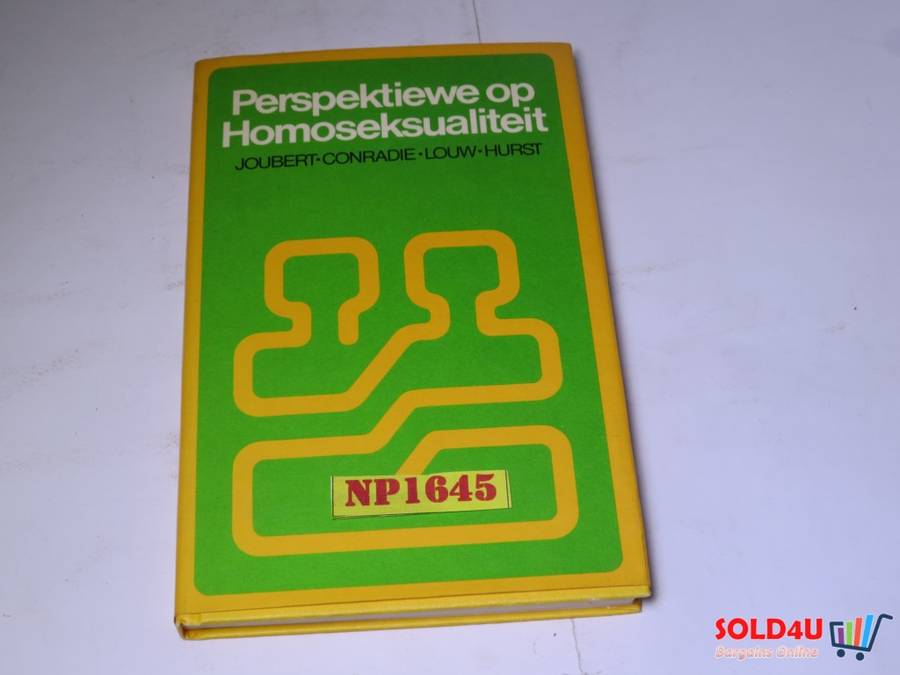 Perspektiewe op
Homoseksualiteit
JOUBERT·CONRADIE·LOUW·HURST
NP1645
SOLD4U
Bargains Online